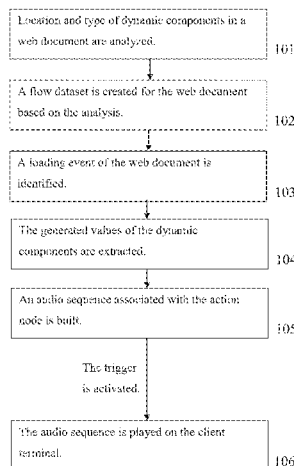 Location and type of dynamic components in a
web document are analyzed.
101
A flow dataset is created for the web document
based on the analysis.
102
A loading event of the web document is
identified.
103
The generated values of the dynamic
components are extracted.
104
An audio sequence associated with the action
node is built.
105
The trigger
is activated.
The audio sequence is played on the client
terminal.
106